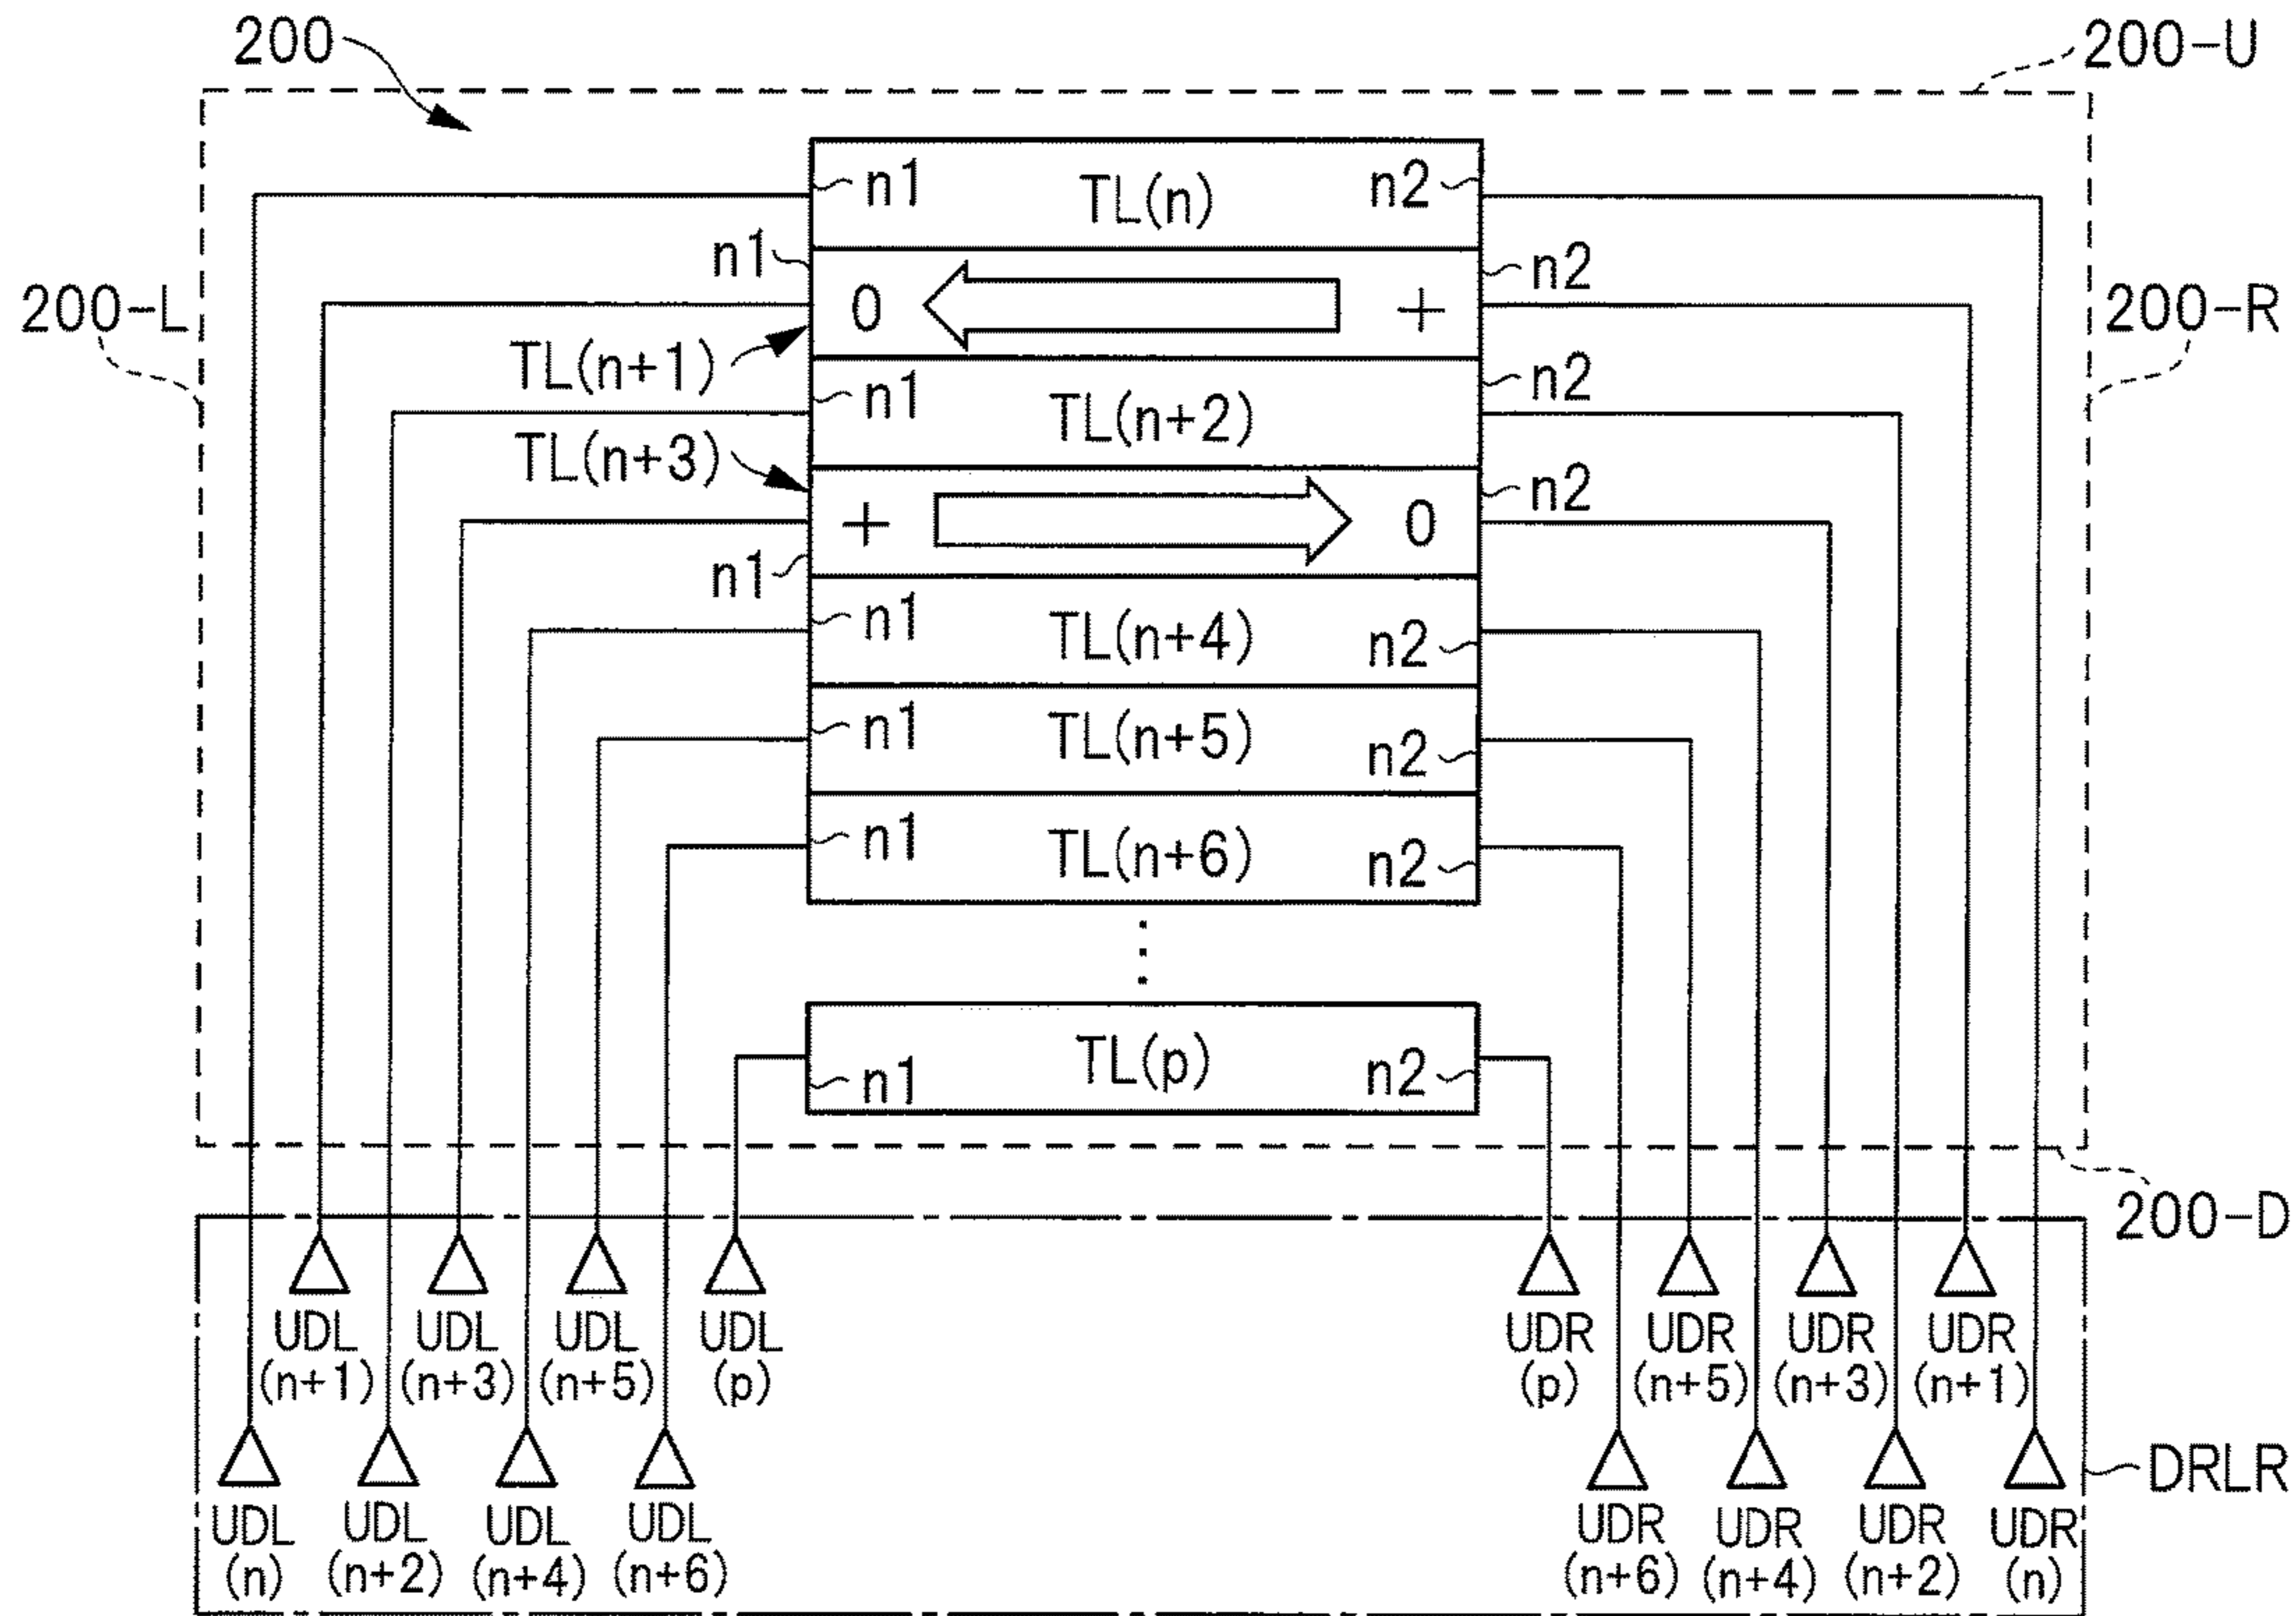 200
200-U
n1 TL(n) n2
n1 n2
200-L 0 + 200-R
TL(n+1) n1 n2
TL(n+2)
TL(n+3) n2
+ 0
n1
n1 TL(n+4) n2
n1 TL(n+5) n2
n1 TL(n+6) n2
n1 TL(p) n2
200-D
UDL (n+1)
UDL (n+3)
UDL (n+5)
UDL (p)
UDR (p)
UDR (n+5)
UDR (n+3)
UDR (n+1)
DRLR
UDL (n)
UDL (n+2)
UDL (n+4)
UDL (n+6)
UDR (n+6)
UDR (n+4)
UDR (n+2)
UDR (n)